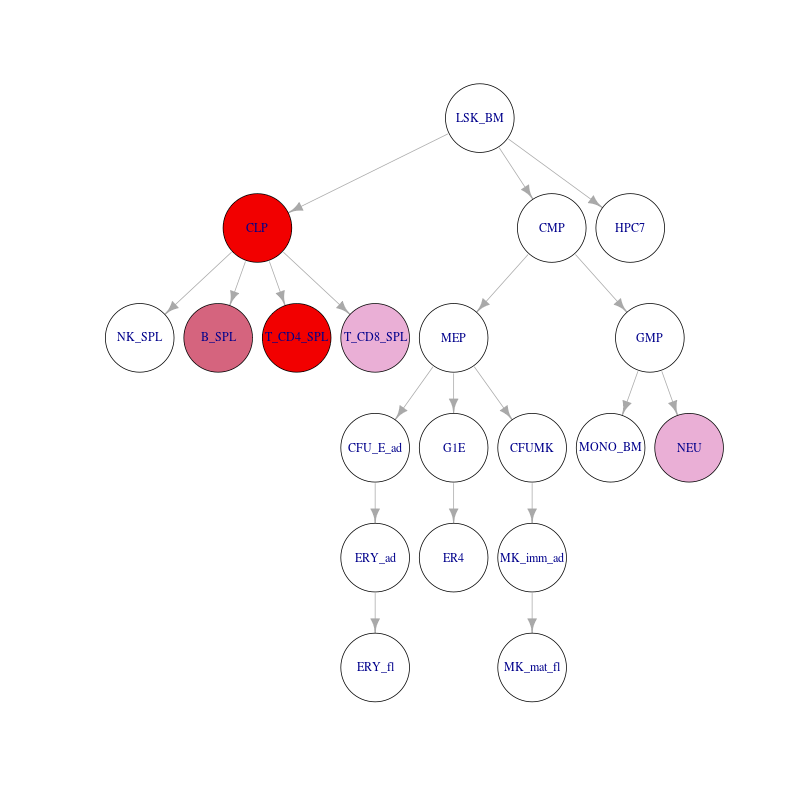 LSK_BM
CLP
CMP
HPC7
NK_SPL
B_SPL
T_CD4_SPL
T_CD8_SPL
MEP
GMP
CFU_E_ad
G1E
CFUMK
MONO_BM
NEU
ERY_ad
ER4
MK_imm_ad
ERY_fl
MK_mat_fl